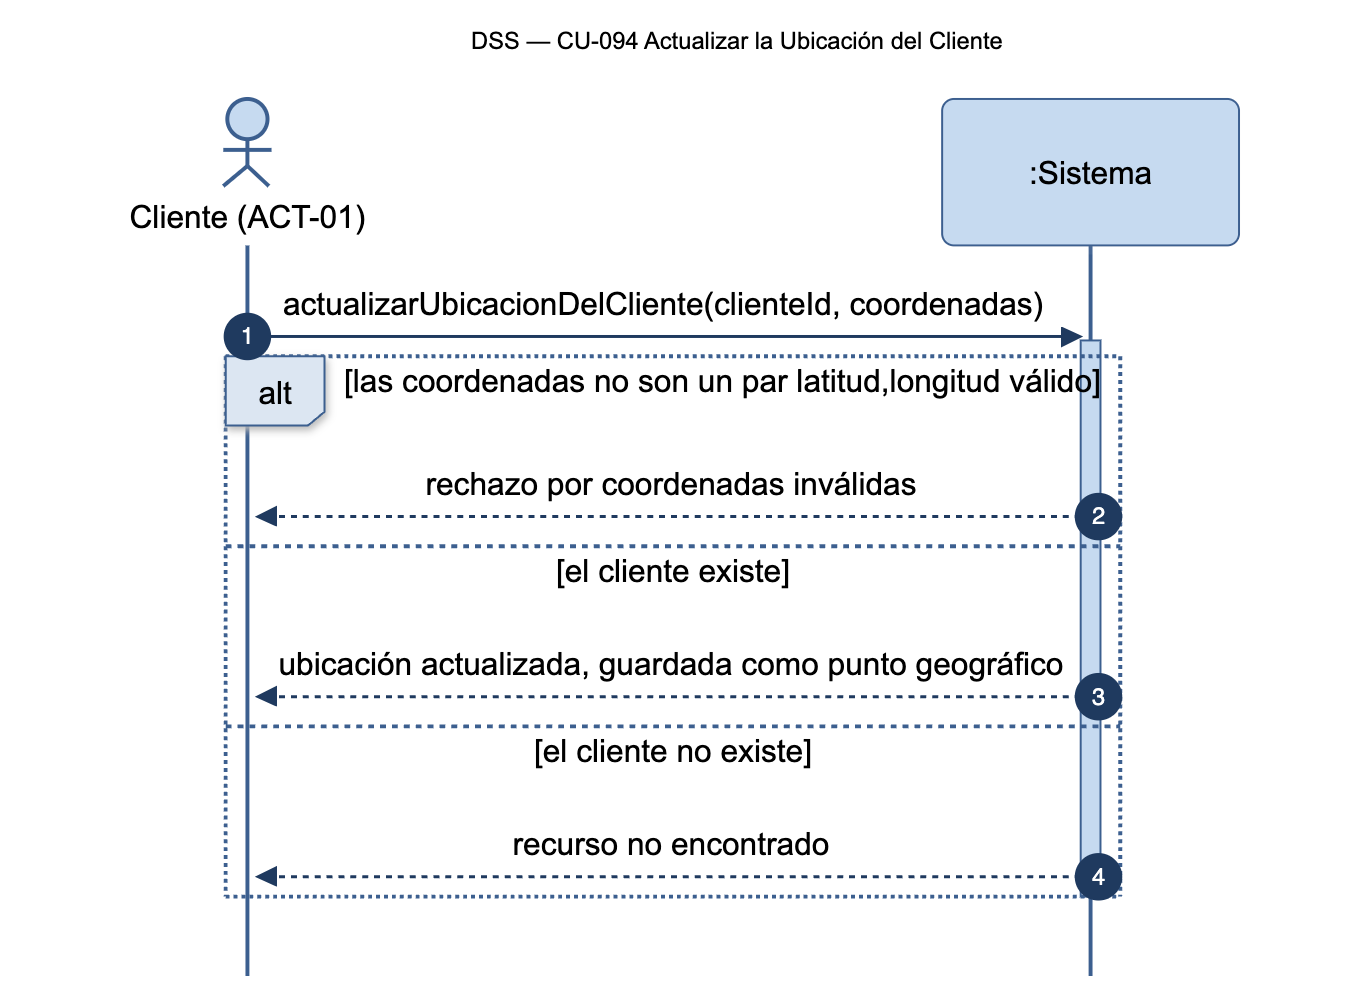 DSS — CU-094 Actualizar la Ubicación del Cliente
Cliente (ACT-01)
:Sistema
actualizarUbicacionDelCliente(clienteId, coordenadas)
1
alt
[las coordenadas no son un par latitud,longitud válido]
rechazo por coordenadas inválidas
2
[el cliente existe]
ubicación actualizada, guardada como punto geográfico
3
[el cliente no existe]
recurso no encontrado
4